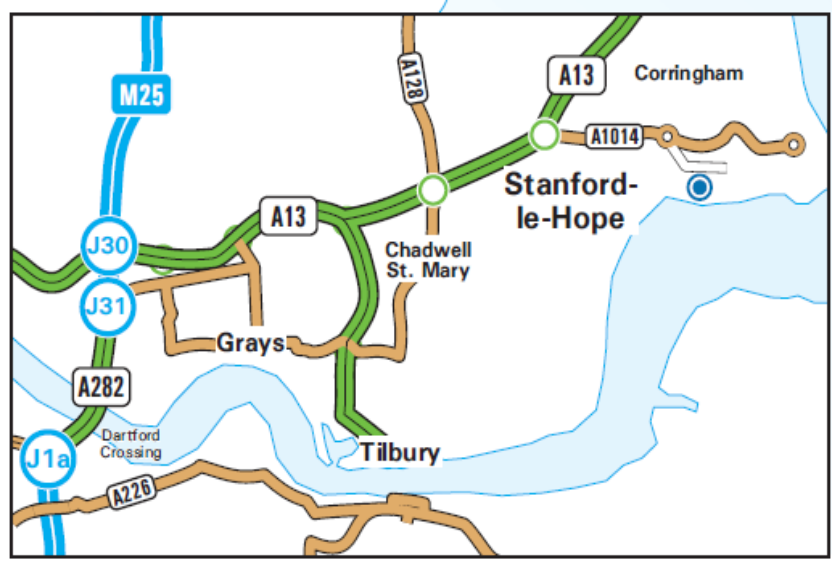 A128
A13
Corringham
M25
A1014
Stanford-
le-Hope
A13
J30
Chadwell
St. Mary
J31
Grays
A282
Dartford
Crossing
J1a
Tilbury
A226